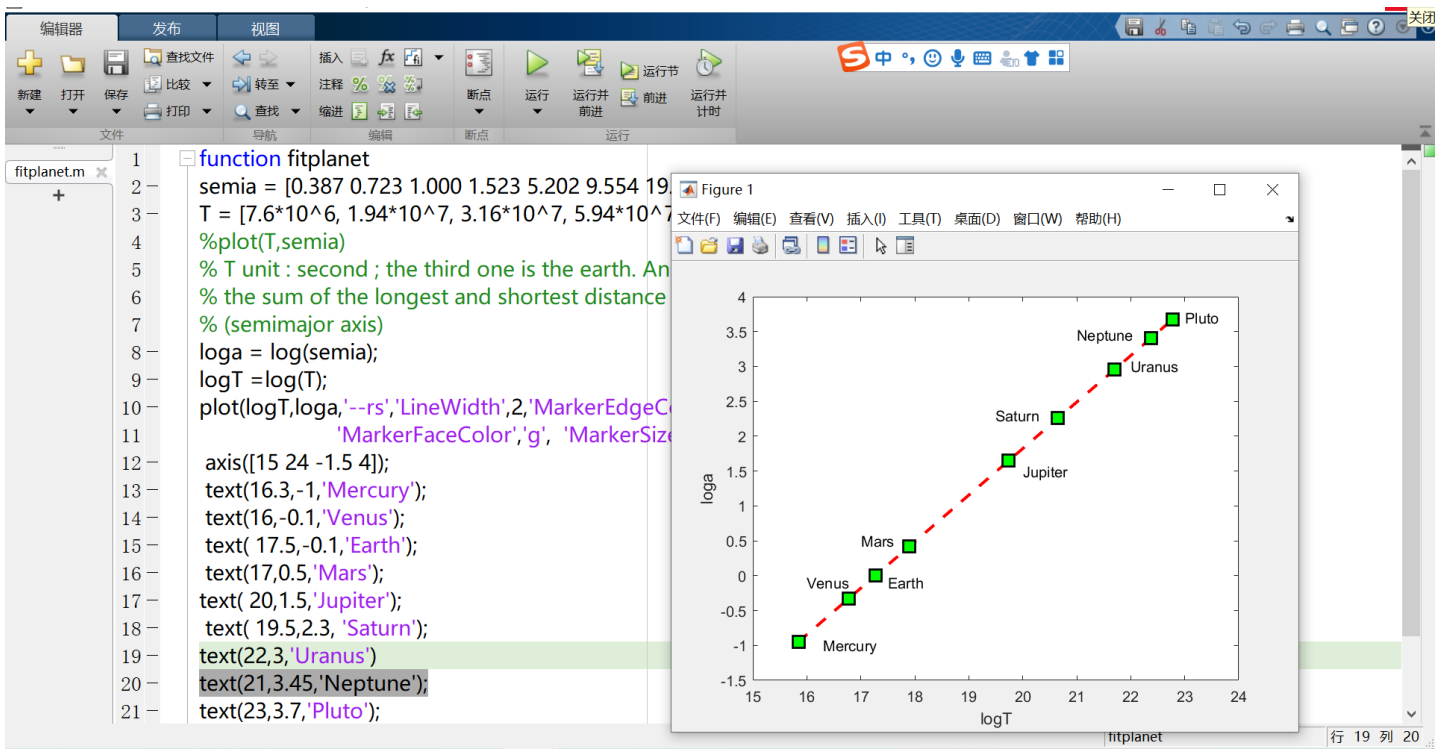 关闭
编辑器 发布 视图
新建 打开 保存 查找文件 比较 打印
转至 查找
插入 fx
注释
缩进
断点
运行 运行并前进 运行节 前进 运行并计时
中
文件 导航 编辑 断点 运行
fitplanet.m
1 function fitplanet
2 semia = [0.387 0.723 1.000 1.523 5.202 9.554 19.
3 T = [7.6*10^6, 1.94*10^7, 3.16*10^7, 5.94*10^7
4 %plot(T,semia)
5 % T unit : second ; the third one is the earth. An
6 % the sum of the longest and shortest distance
7 % (semimajor axis)
8 loga = log(semia);
9 logT =log(T);
10 plot(logT,loga,'--rs','LineWidth',2,'MarkerEdgeC
11 'MarkerFaceColor','g', 'MarkerSize
12 axis([15 24 -1.5 4]);
13 text(16.3,-1,'Mercury');
14 text(16,-0.1,'Venus');
15 text( 17.5,-0.1,'Earth');
16 text(17,0.5,'Mars');
17 text( 20,1.5,'Jupiter');
18 text( 19.5,2.3, 'Saturn');
19 text(22,3,'Uranus')
20 text(21,3.45,'Neptune');
21 text(23,3.7,'Pluto');
Figure 1
文件(F) 编辑(E) 查看(V) 插入(I) 工具(T) 桌面(D) 窗口(W) 帮助(H)
4
3.5
3
2.5
2
1.5
1
0.5
0
-0.5
-1
-1.5
loga
Pluto
Neptune
Uranus
Saturn
Jupiter
Mars
Venus
Earth
Mercury
15 16 17 18 19 20 21 22 23 24
logT
fitplanet
行 19 列 20